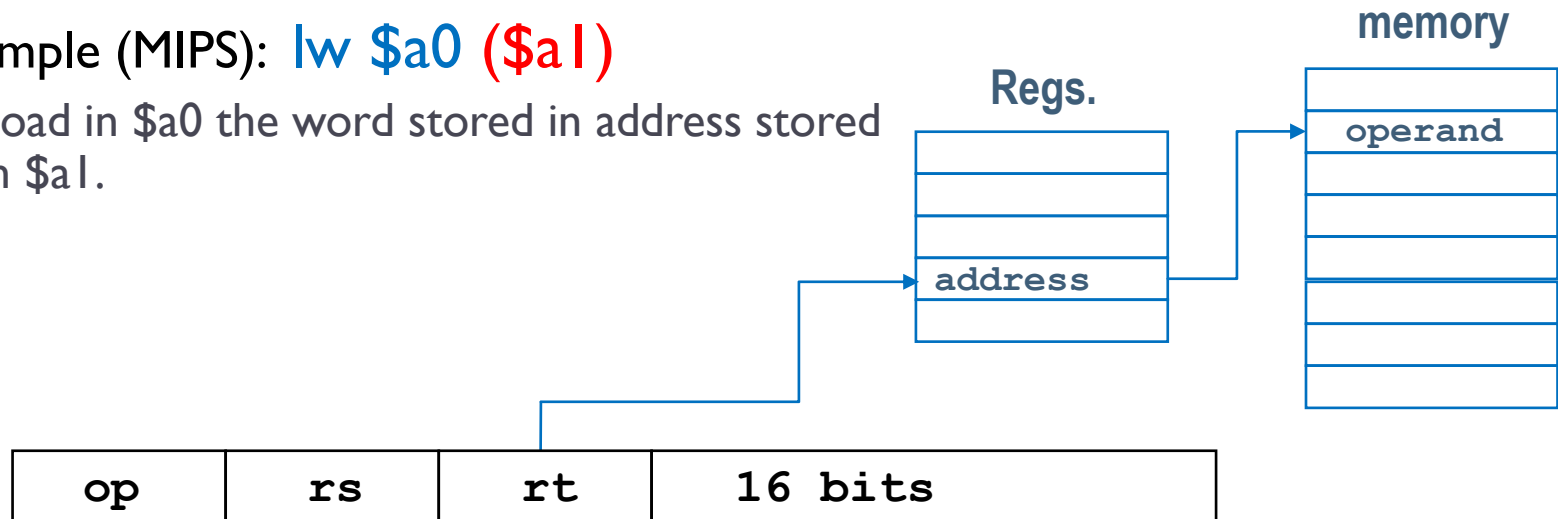 mple (MIPS): lw $a0 ($a1)
oad in $a0 the word stored in address stored
n $a1.
Regs.
memory
operand
address
op rs rt 16 bits